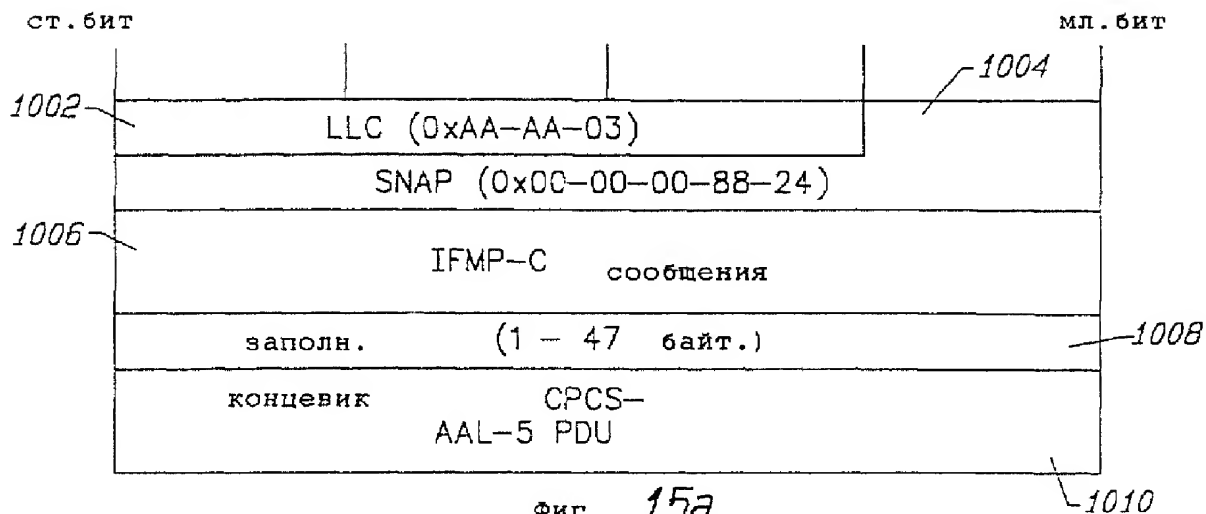 ст.бит
мл.бит
1004
1002
LLC (0xAA-AA-03)
SNAP (0x00-00-00-88-24)
1006
IFMP-C сообщения
заполн. (1 - 47 байт.)
1008
концевик CPCS-
AAL-5 PDU
Фиг. 15a
1010